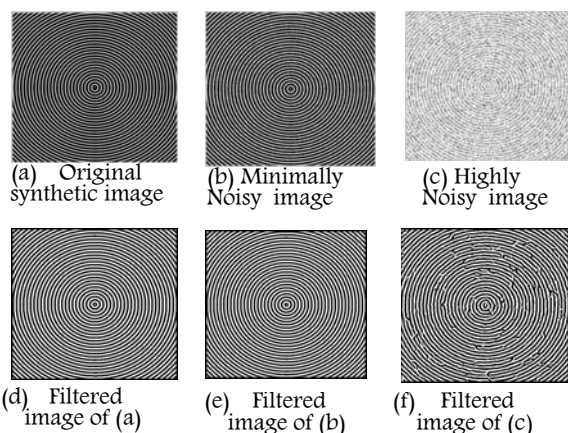 (a) Original
synthetic image
(b) Minimally
Noisy image
(c) Highly
Noisy image
(d) Filtered
image of (a)
(e) Filtered
image of (b)
(f) Filtered
image of (c)